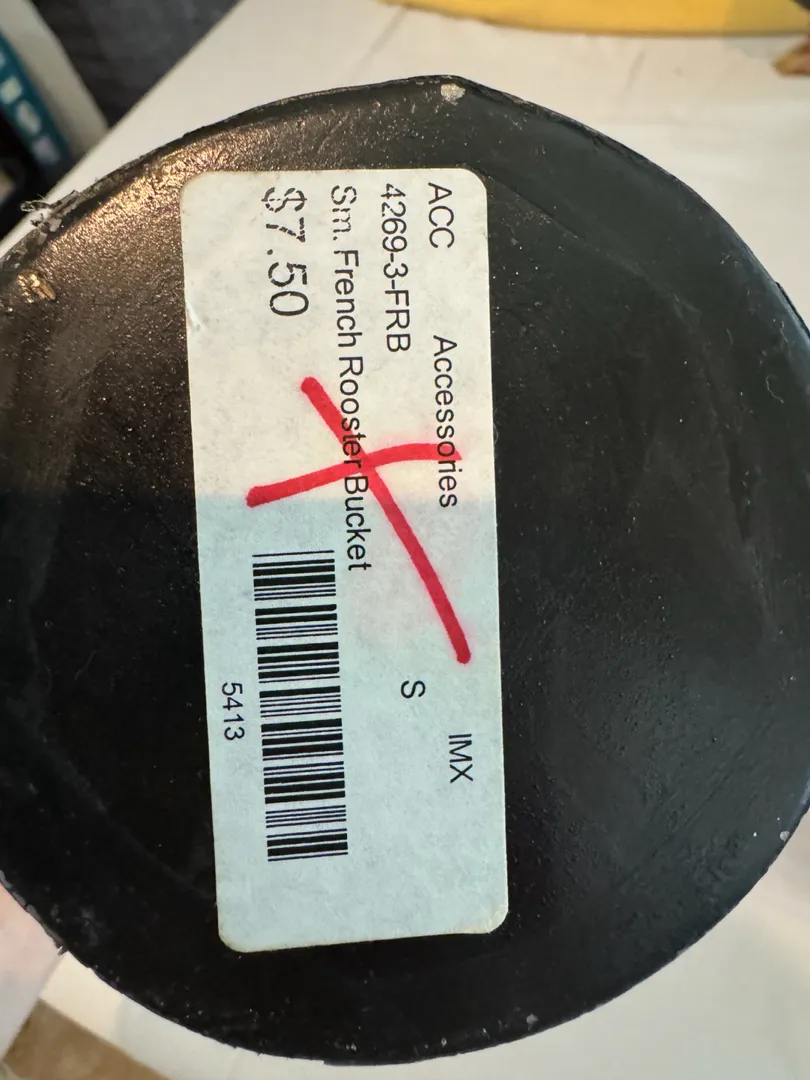 ACC Accessories IMX
4269-3-FRB S
Sm. French Rooster Bucket
$7.50
5413